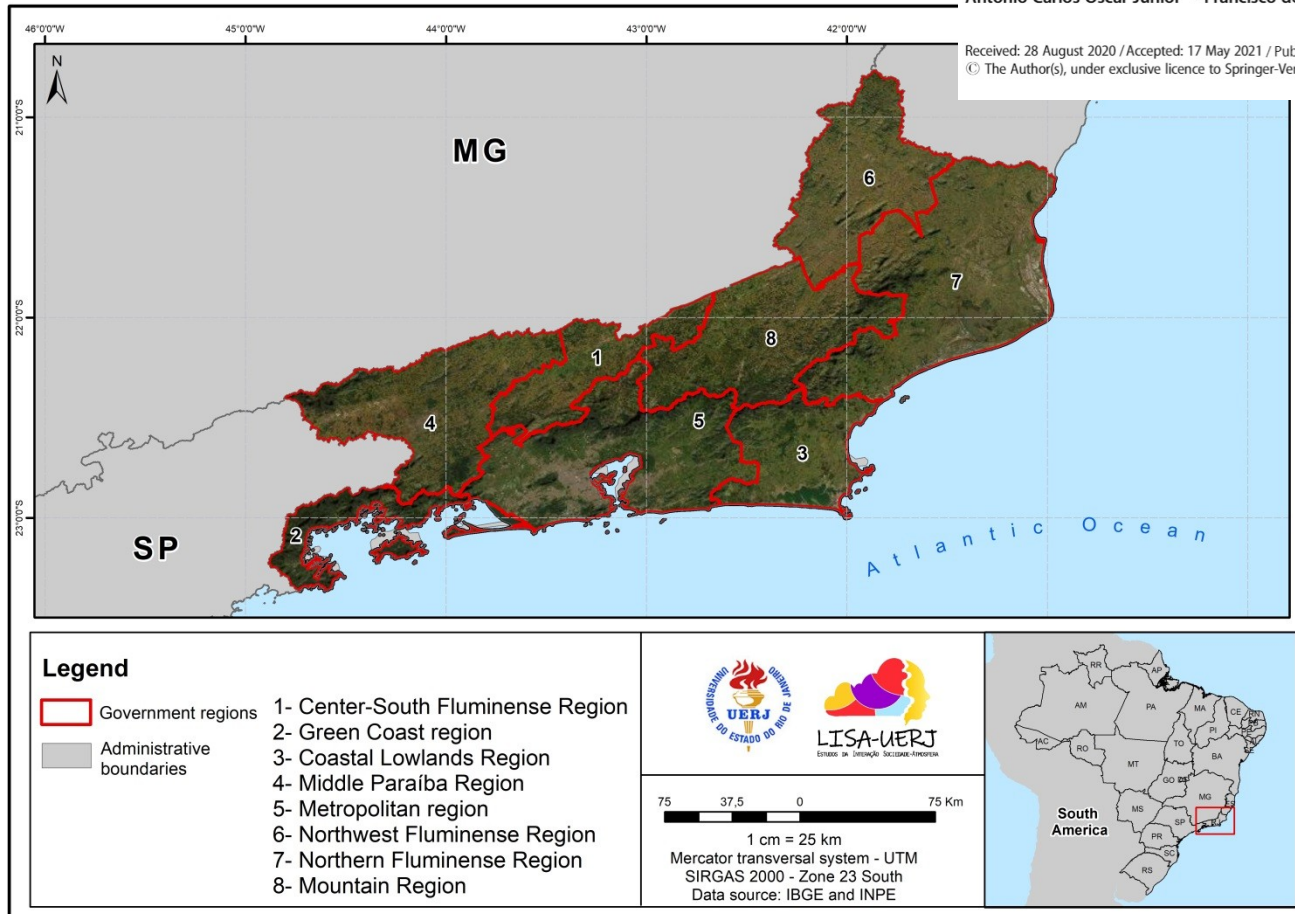 Received: 28 August 2020 / Accepted: 17 May 2021 / Pub
© The Author(s), under exclusive licence to Springer-Ver
46°0'0"W 45°0'0"W 44°0'0"W 43°0'0"W 42°0'0"W
N
21°0'0"S
22°0'0"S
23°0'0"S
MG
SP
6
7
8
1
5
4
3
2
Atlantic Ocean
Legend
Government regions
Administrative
boundaries
1- Center-South Fluminense Region
2- Green Coast region
3- Coastal Lowlands Region
4- Middle Paraíba Region
5- Metropolitan region
6- Northwest Fluminense Region
7- Northern Fluminense Region
8- Mountain Region
UNIVERSIDADE DO ESTADO DO RIO DE JANEIRO
UERJ
LISA-UERJ
ESTUDOS DA INTERAÇÃO SOCIEDADE-ATMOSFERA
75 37,5 0 75 Km
1 cm = 25 km
Mercator transversal system - UTM
SIRGAS 2000 - Zone 23 South
Data source: IBGE and INPE
RR
AP
AM
PA
MA
CE
RN
PI
AC
RO
TO
BA
MT
GO
MG
MS
SP
PR
SC
RS
South
America